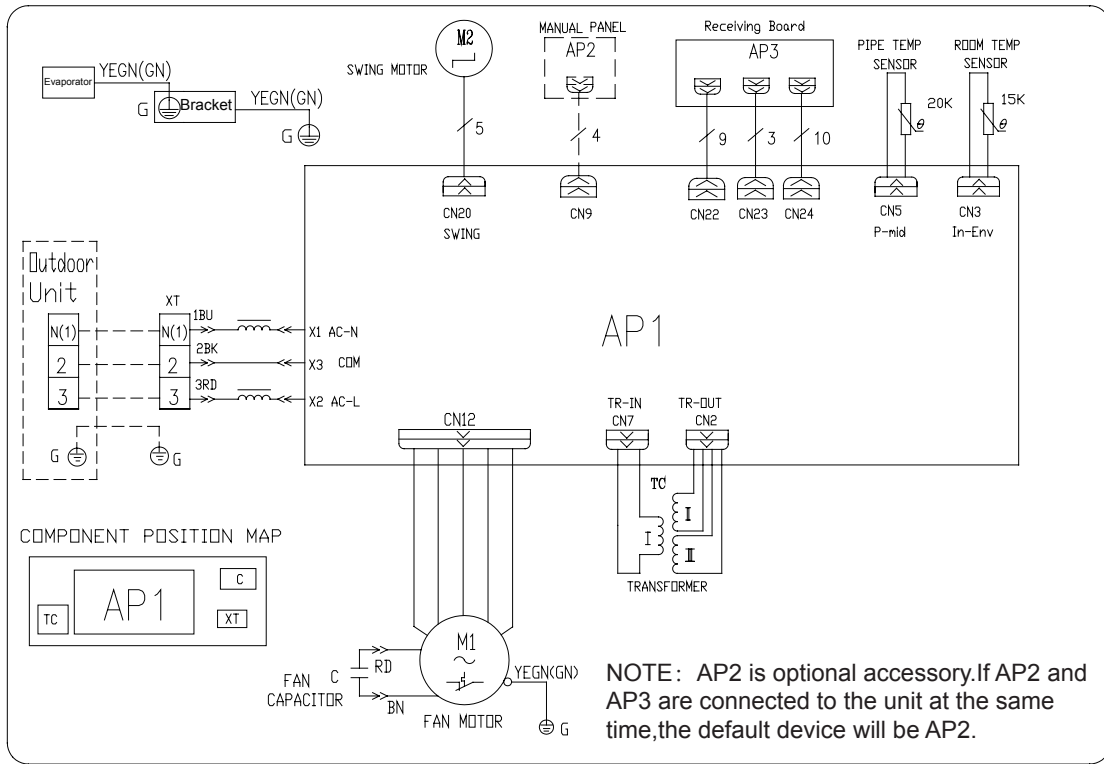 M2
SWING MOTOR
5
CN20
SWING
MANUAL PANEL
AP2
4
CN9
Receiving Board
AP3
9
3
10
CN22
CN23
CN24
PIPE TEMP
SENSOR
20K
θ
CN5
P-mid
ROOM TEMP
SENSOR
15K
θ
CN3
In-Env
Evaporator
YEGN(GN)
G
Bracket
YEGN(GN)
G
Outdoor
Unit
N(1)
2
3
G
XT
N(1)
2
3
G
1BU
2BK
3RD
X1 AC-N
X3 COM
X2 AC-L
AP1
CN12
TR-IN
CN7
TR-OUT
CN2
TC
I
I
II
TRANSFORMER
COMPONENT POSITION MAP
TC
AP1
C
XT
FAN
CAPACITOR
C
RD
BN
M1
FAN MOTOR
YEGN(GN)
G
NOTE: AP2 is optional accessory.If AP2 and
AP3 are connected to the unit at the same
time,the default device will be AP2.